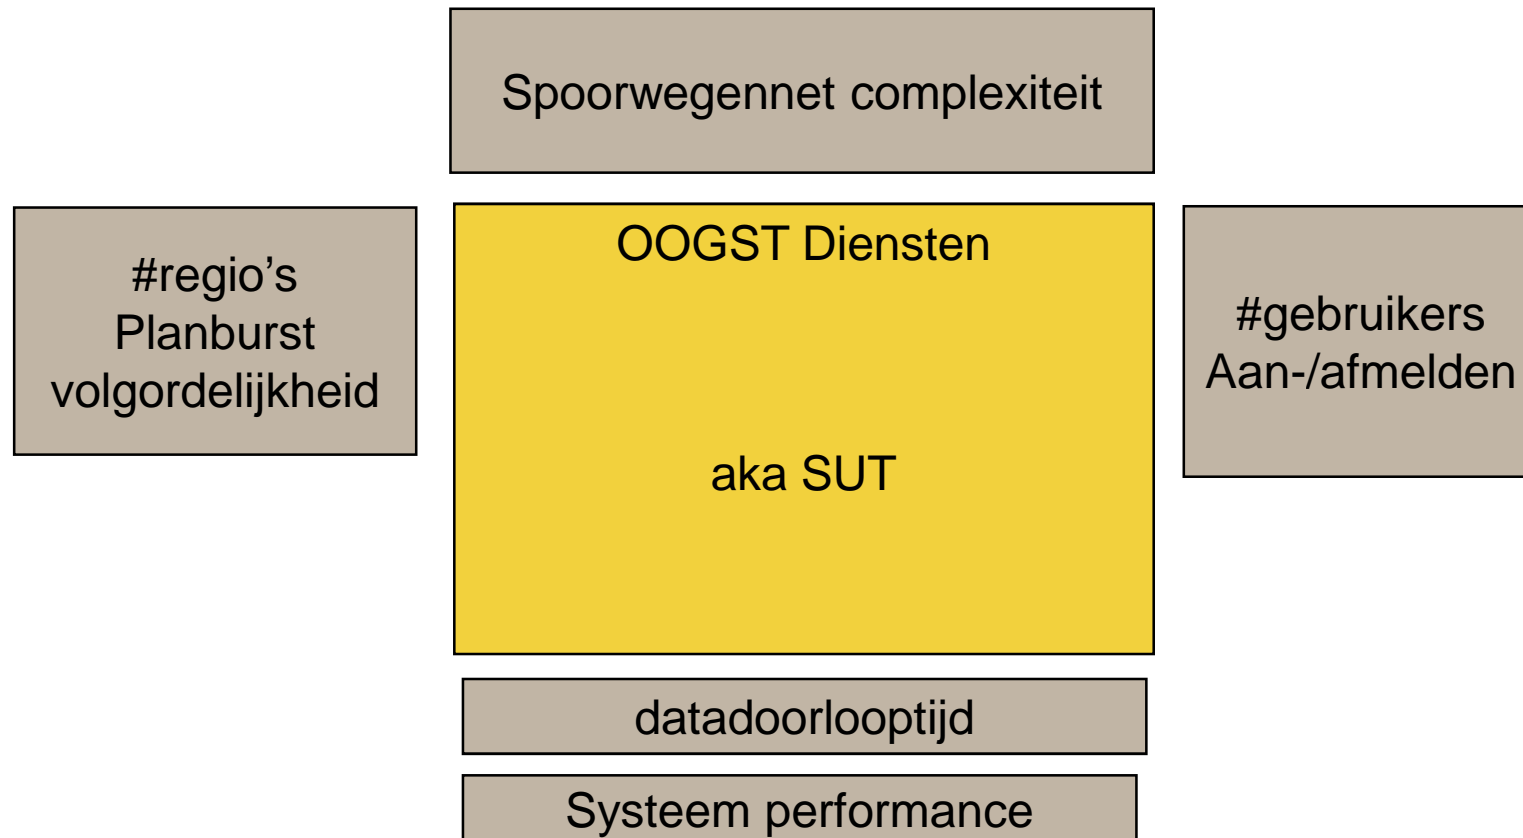 Spoorwegennet complexiteit
#regio’s
Planburst
volgordelijkheid
OOGST Diensten
aka SUT
#gebruikers
Aan-/afmelden
datadoorlooptijd
Systeem performance